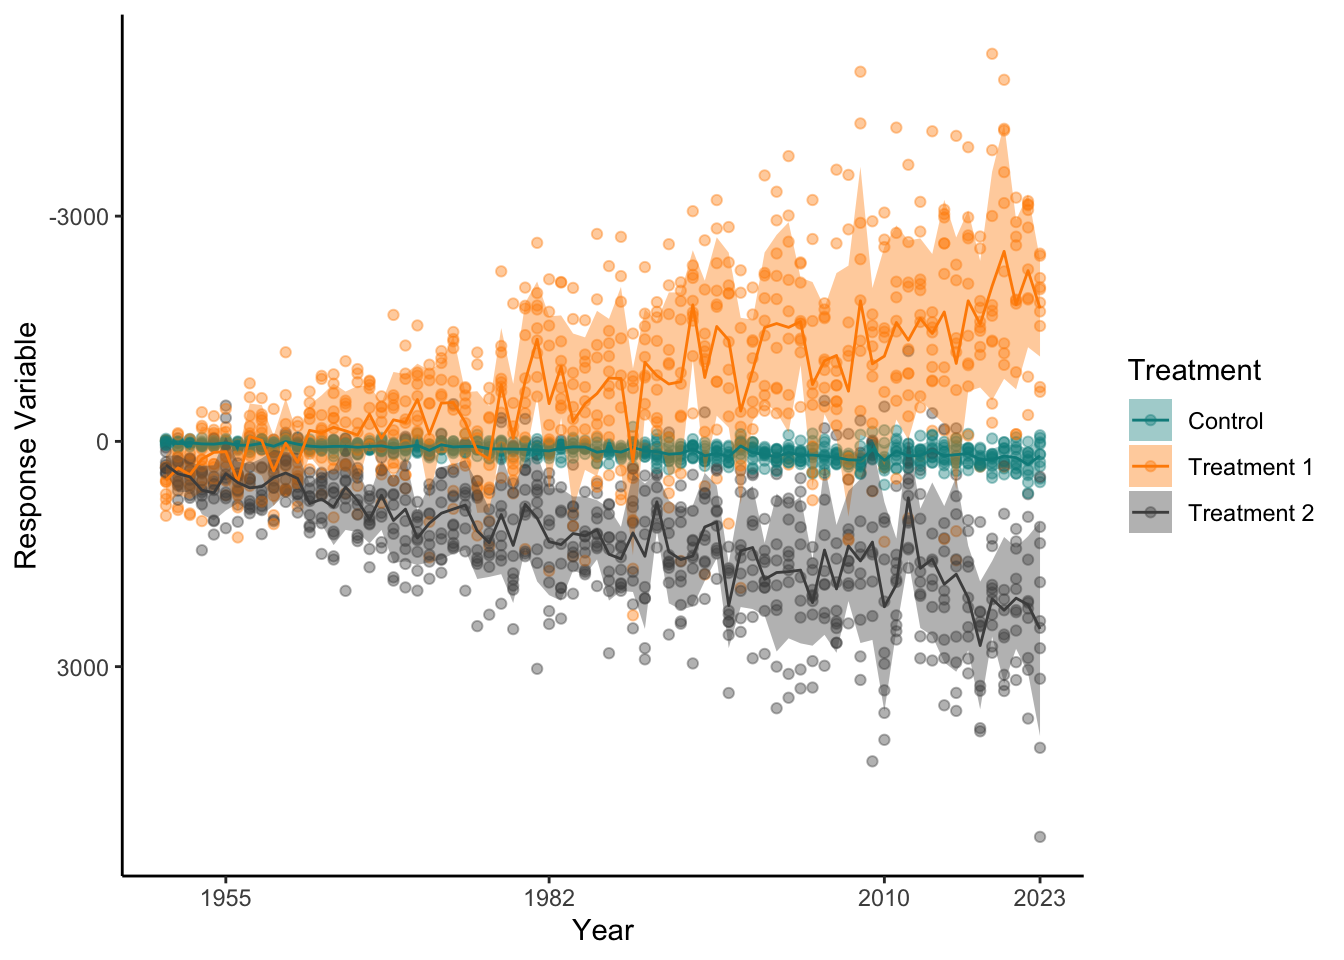 Response Variable
-3000
0
3000
1955
1982
2010
2023
Year
Treatment
Control
Treatment 1
Treatment 2